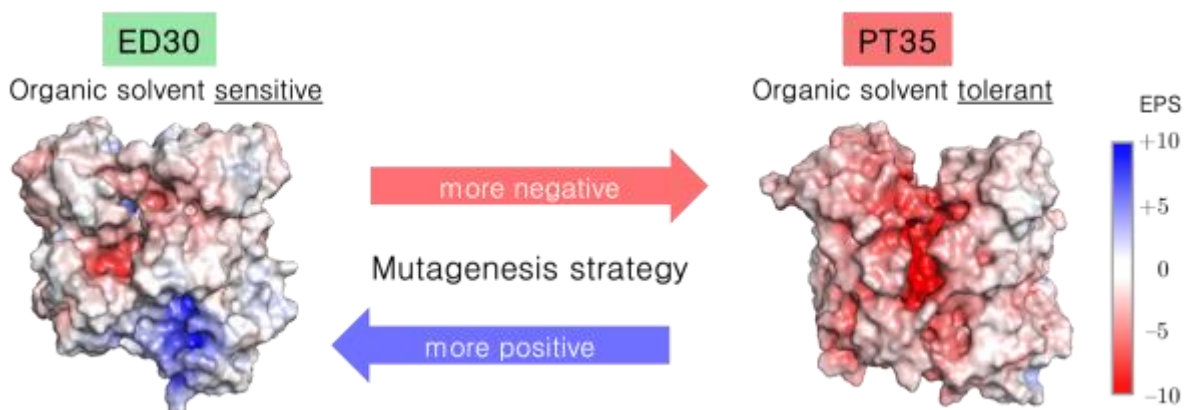 ED30
Organic solvent sensitive
PT35
Organic solvent tolerant
EPS
+10
+5
0
−5
−10
more negative
Mutagenesis strategy
more positive